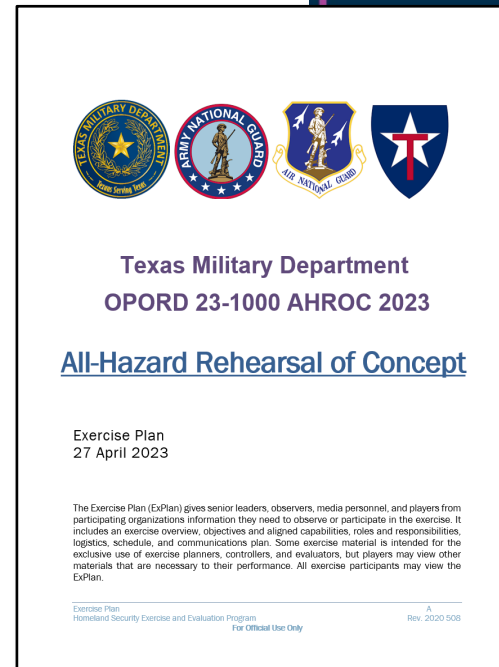 TEXAS MILITARY DEPARTMENT
Texans Serving Texas
ARMY NATIONAL GUARD
AIR NATIONAL GUARD
T
Texas Military Department
OPORD 23-1000 AHROC 2023
All-Hazard Rehearsal of Concept
Exercise Plan
27 April 2023
The Exercise Plan (ExPlan) gives senior leaders, observers, media personnel, and players from
participating organizations information they need to observe or participate in the exercise. It
includes an exercise overview, objectives and aligned capabilities, roles and responsibilities,
logistics, schedule, and communications plan. Some exercise material is intended for the
exclusive use of exercise planners, controllers, and evaluators, but players may view other
materials that are necessary to their performance. All exercise participants may view the
ExPlan.
Exercise Plan A
Homeland Security Exercise and Evaluation Program Rev. 2020 508
For Official Use Only